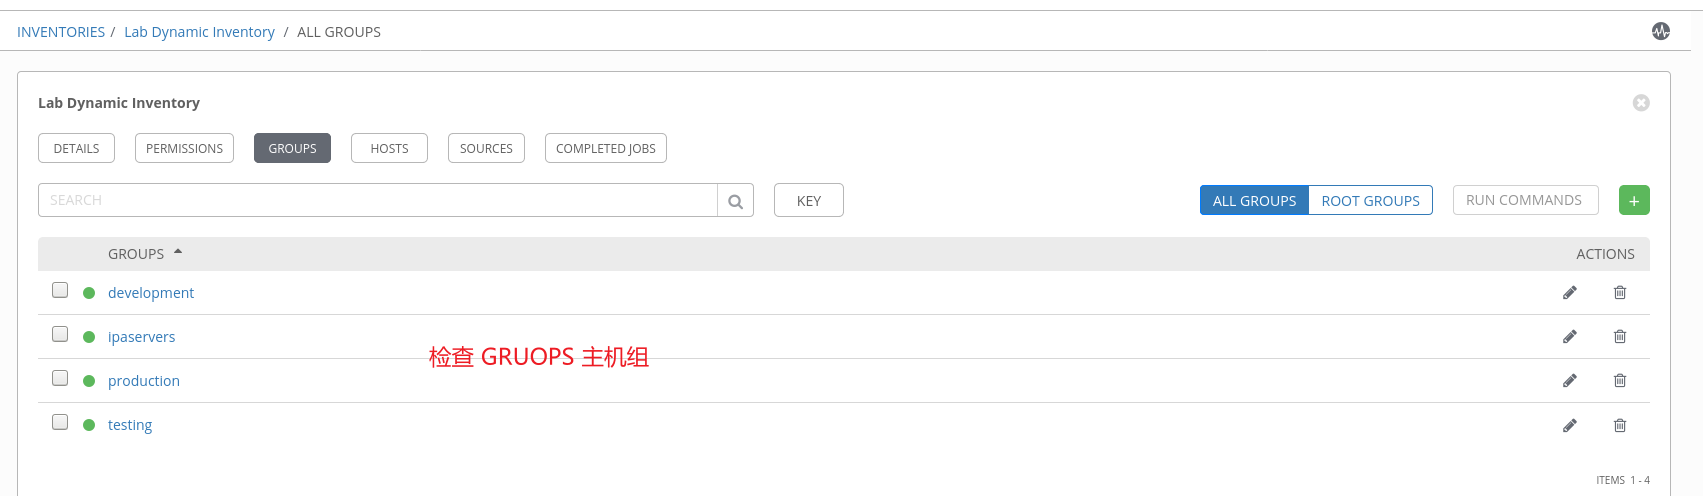 INVENTORIES / Lab Dynamic Inventory / ALL GROUPS
Lab Dynamic Inventory
DETAILS PERMISSIONS GROUPS HOSTS SOURCES COMPLETED JOBS
SEARCH KEY ALL GROUPS ROOT GROUPS RUN COMMANDS +
GROUPS ACTIONS
development
ipaservers
检查 GRUOPS 主机组
production
testing
ITEMS 1 - 4